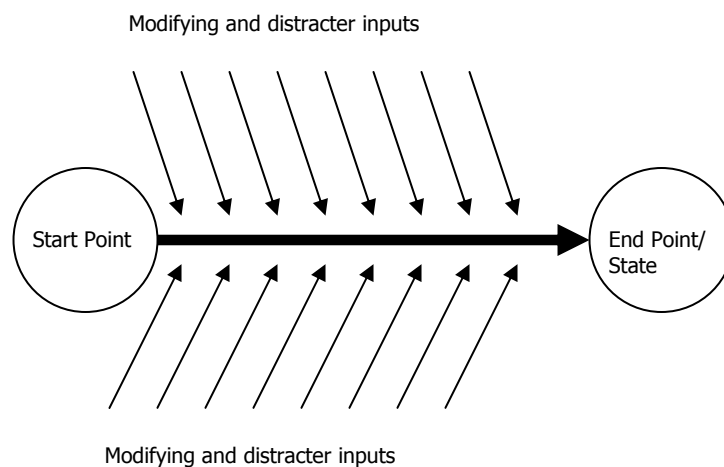 Modifying and distracter inputs
Start Point
End Point/
State
Modifying and distracter inputs